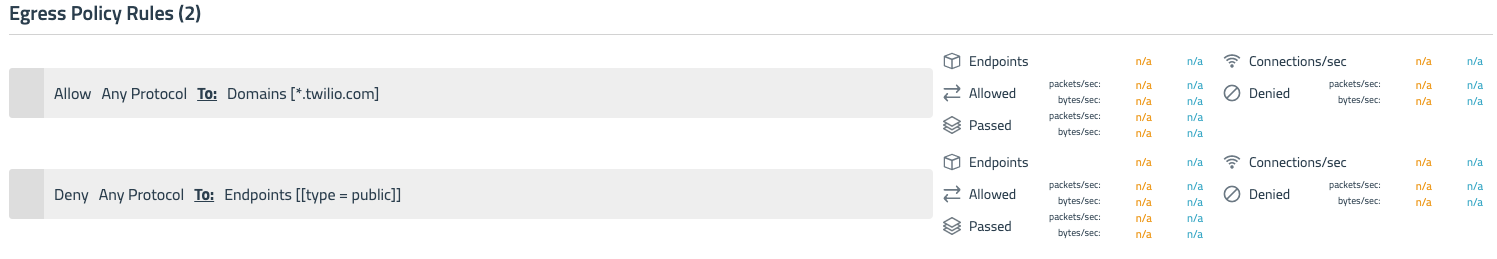 Egress Policy Rules (2)
Allow Any Protocol To: Domains [*.twilio.com]
Endpoints n/a n/a Connections/sec n/a n/a
Allowed packets/sec: n/a n/a Denied packets/sec: n/a n/a
bytes/sec: n/a n/a bytes/sec: n/a n/a
Passed packets/sec: n/a n/a
bytes/sec: n/a n/a
Deny Any Protocol To: Endpoints [[type = public]]
Endpoints n/a n/a Connections/sec n/a n/a
Allowed packets/sec: n/a n/a Denied packets/sec: n/a n/a
bytes/sec: n/a n/a bytes/sec: n/a n/a
Passed packets/sec: n/a n/a
bytes/sec: n/a n/a